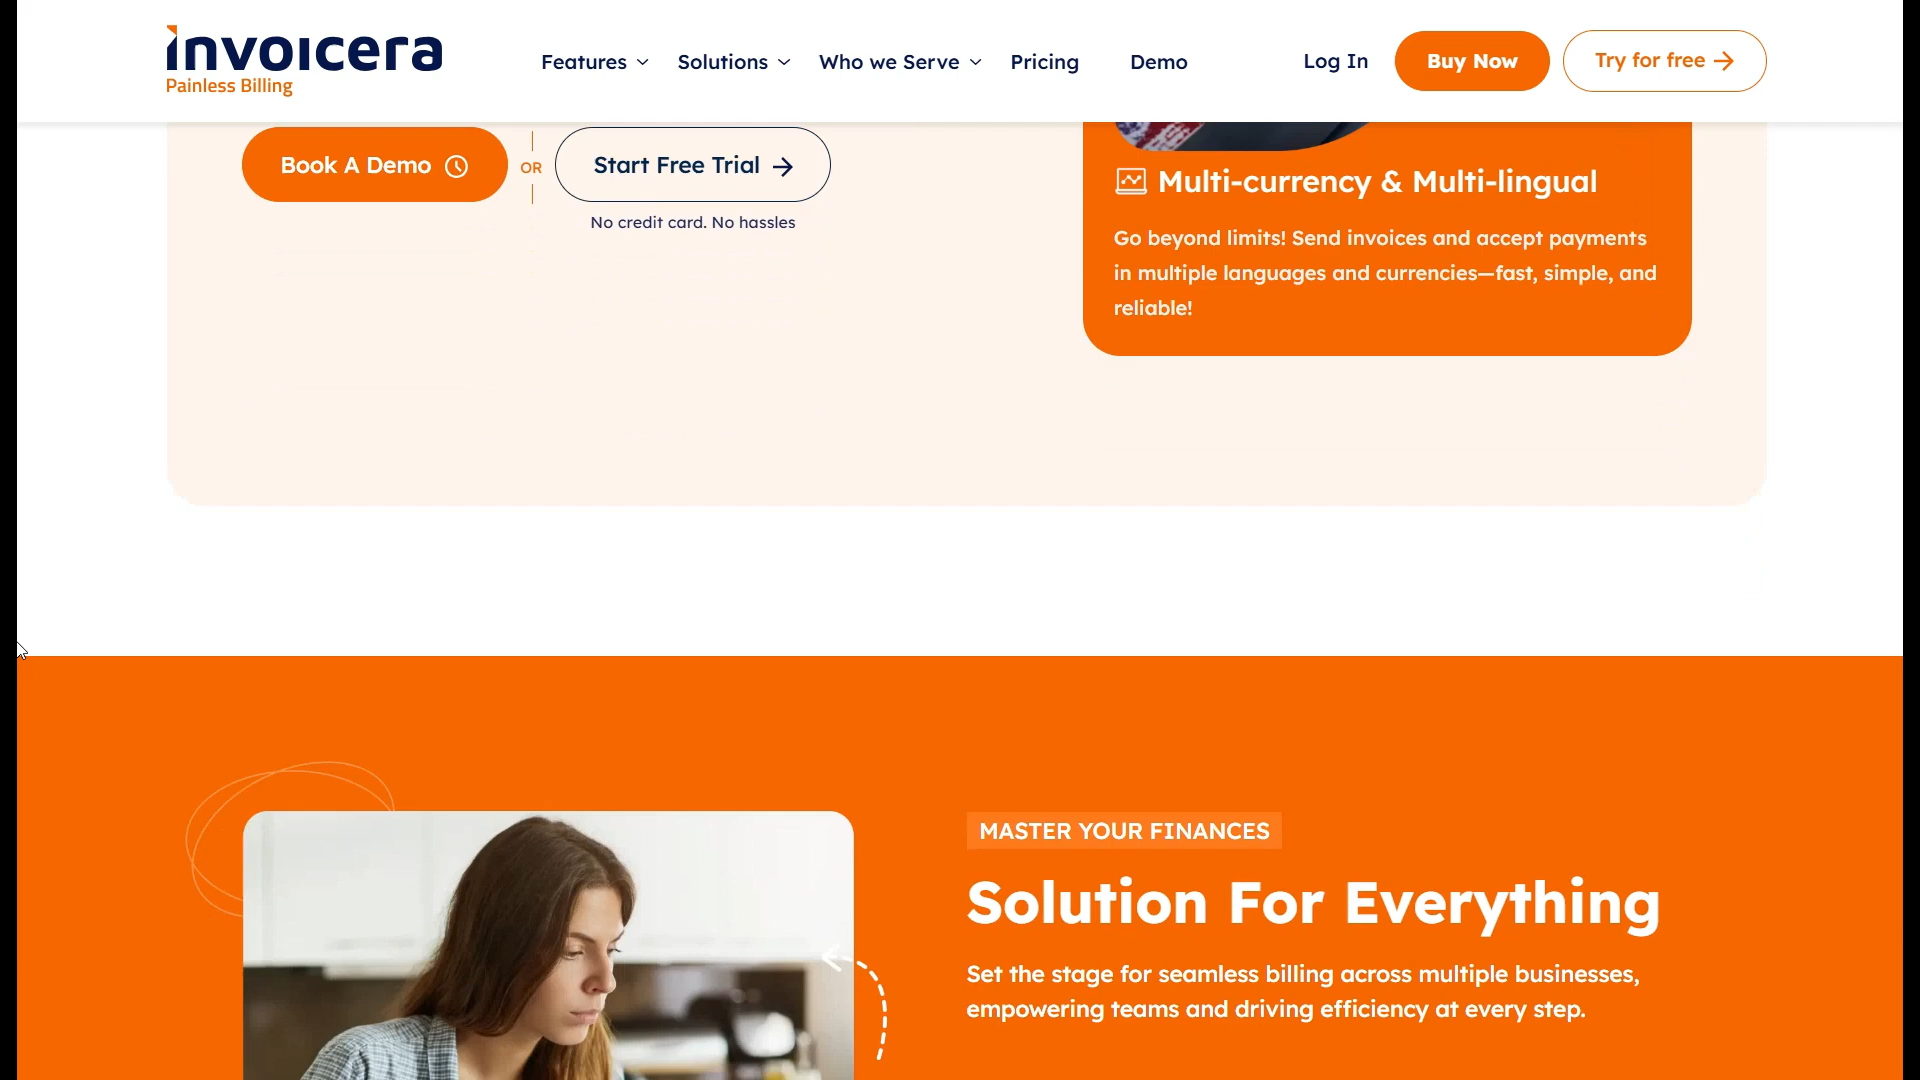 invoicera
Painless Billing
Features
Solutions
Who we Serve
Pricing
Demo
Log In
Buy Now
Try for free
Book A Demo
OR
Start Free Trial
No credit card. No hassles
Multi-currency & Multi-lingual
Go beyond limits! Send invoices and accept payments
in multiple languages and currencies—fast, simple, and
reliable!
MASTER YOUR FINANCES
Solution For Everything
Set the stage for seamless billing across multiple businesses,
empowering teams and driving efficiency at every step.